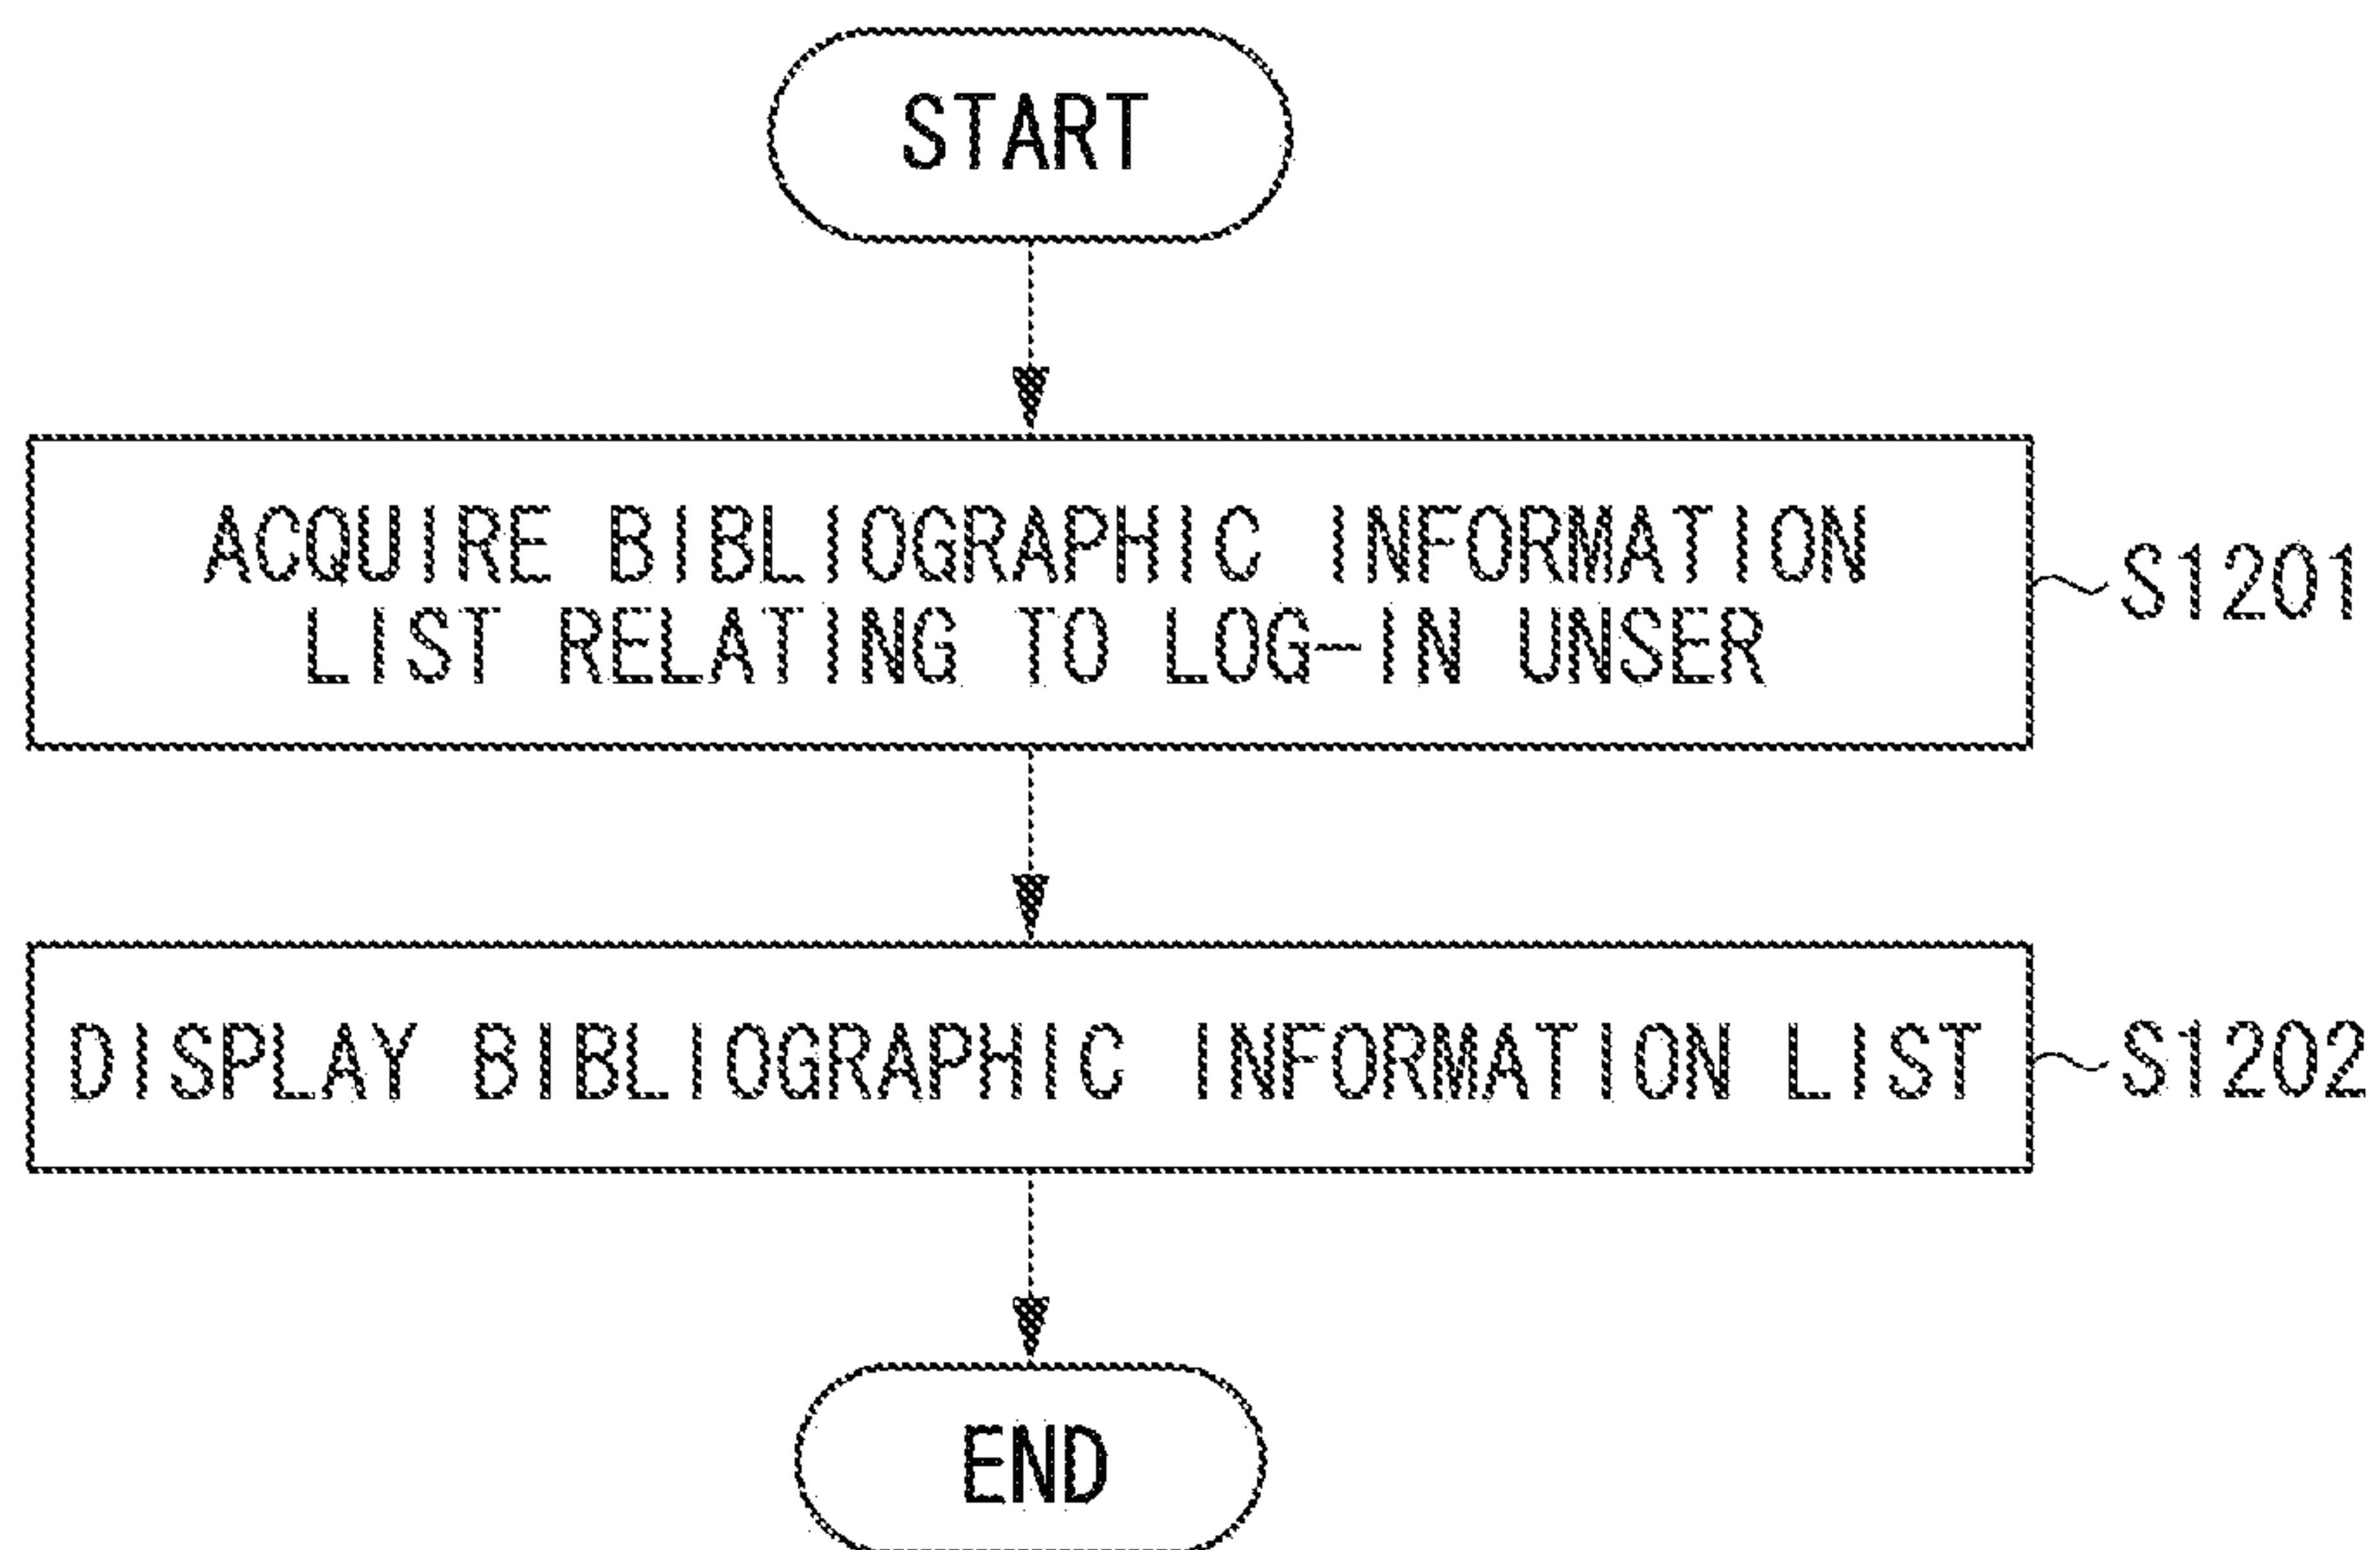 START
ACQUIRE BIBLIOGRAPHIC INFORMATION
LIST RELATING TO LOG-IN UNSER
S1201
DISPLAY BIBLIOGRAPHIC INFORMATION LIST
S1202
END